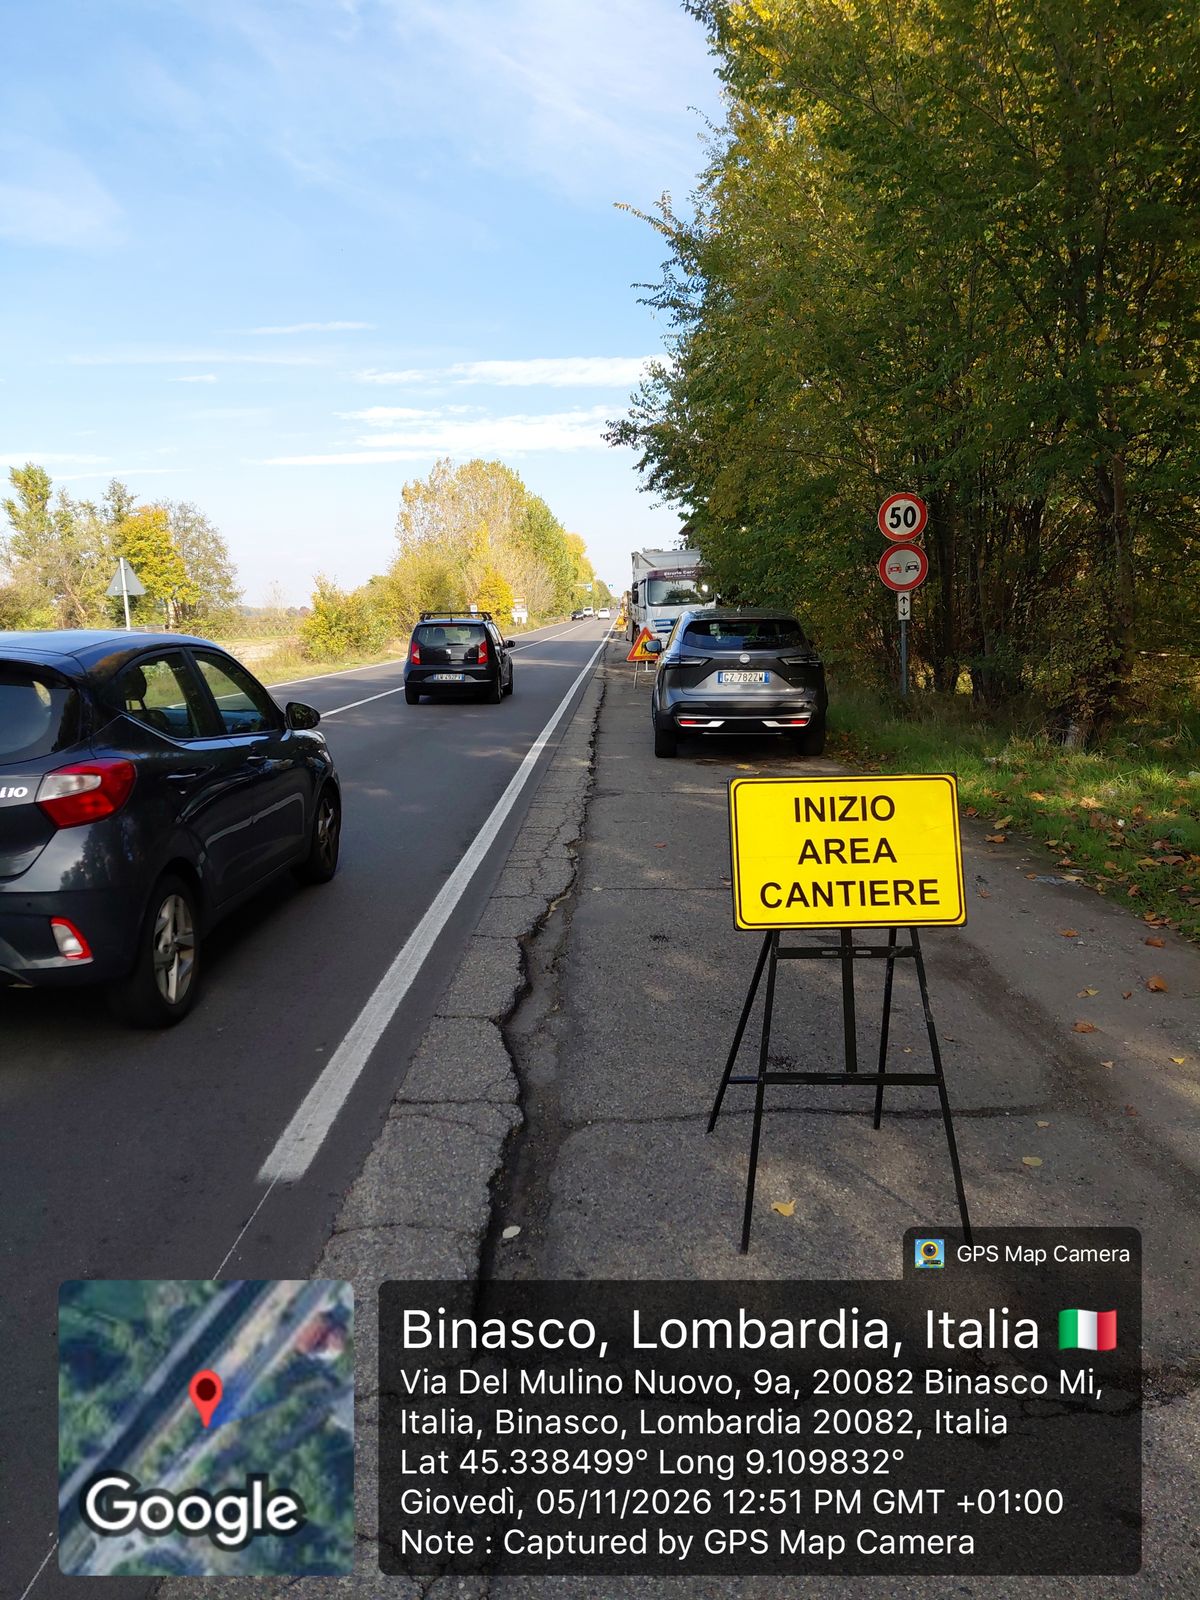 50
GZ 782ZW
INIZIO
AREA
CANTIERE
GPS Map Camera
Binasco, Lombardia, Italia
Via Del Mulino Nuovo, 9a, 20082 Binasco Mi,
Italia, Binasco, Lombardia 20082, Italia
Lat 45.338499° Long 9.109832°
Giovedì, 05/11/2026 12:51 PM GMT +01:00
Note : Captured by GPS Map Camera
Google